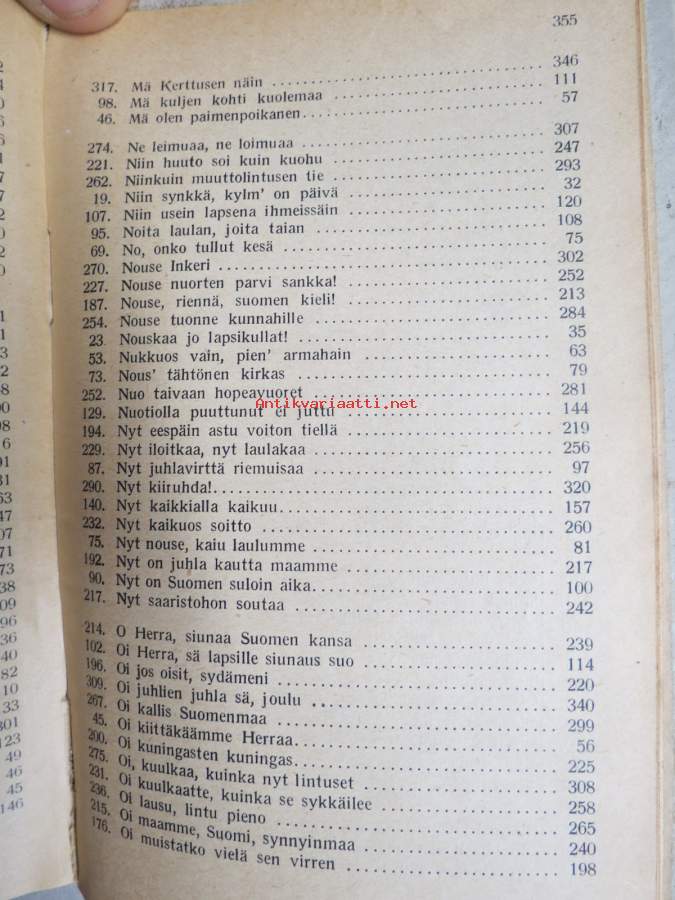 355
317. Mä Kerttusen näin 346
98. Mä kuljen kohti kuolemaa 111
46. Mä olen paimenpoikanen 57
274. Ne leimuaa, ne loimuaa 307
221. Niin huuto soi kuin kuohu 247
262. Niinkuin muuttolintusen tie 293
19. Niin synkkä, kylm' on päivä 32
107. Niin usein lapsena ihmeissäin 120
95. Noita laulan, joita taian 108
69. No, onko tullut kesä 75
270. Nouse Inkeri 302
227. Nouse nuorten parvi sankka! 252
187. Nouse, riennä, suomen kieli! 213
254. Nouse tuonne kunnahille 284
23. Nouskaa jo lapsikullat! 35
53. Nukkuos vain, pien' armahain 63
73. Nous' tähtönen kirkas 79
252. Nuo taivaan hopeavuoret 281
Antikvariaatti.net
129. Nuotiolla puuttunut ei juttu 144
194. Nyt eespäin astu voiton tiellä 219
229. Nyt iloitkaa, nyt laulakaa 256
87. Nyt juhlavirttä riemuisaa 97
290. Nyt kiiruhda! 320
140. Nyt kaikkialla kaikuu 157
232. Nyt kaikuos soitto 260
75. Nyt nouse, kaiu laulumme 81
192. Nyt on juhla kautta maamme 217
90. Nyt on Suomen suloin aika 100
217. Nyt saaristohon soutaa 242
214. O Herra, siunaa Suomen kansa 239
102. Oi Herra, sä lapsille siunaus suo 114
196. Oi jos oisit, sydämeni 220
309. Oi juhlien juhla sä, joulu 340
267. Oi kallis Suomenmaa 299
45. Oi kiittäkäämme Herraa 56
200. Oi kuningasten kuningas 225
275. Oi, kuulkaa, kuinka nyt lintuset 308
231. Oi kuulkaatte, kuinka se sykkäilee 258
236. Oi lausu, lintu pieno 265
215. Oi maamme, Suomi, synnyinmaa 240
176. Oi muistatko vielä sen virren 198